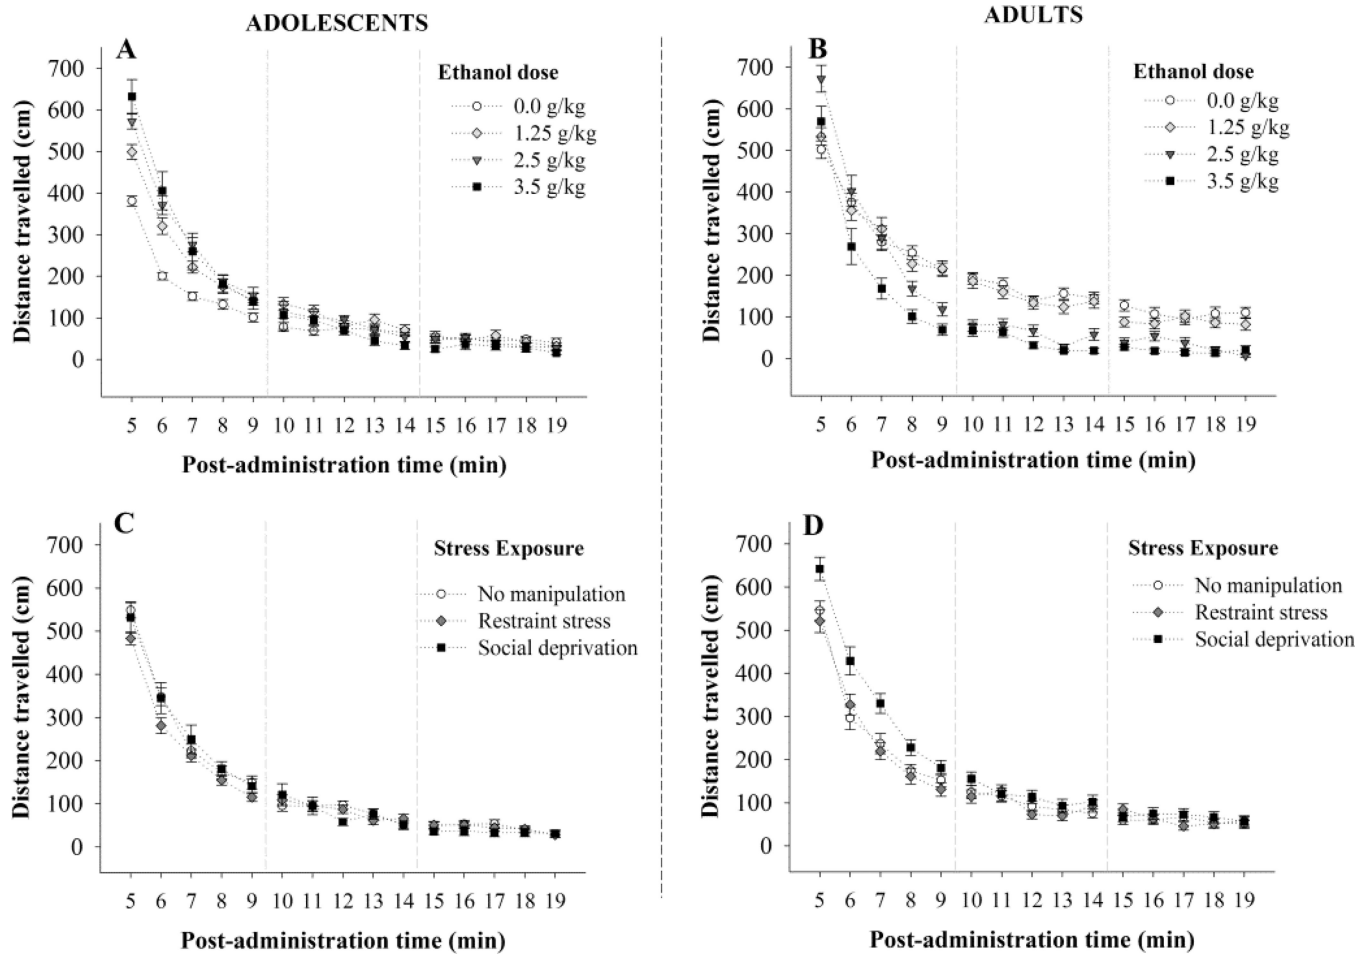 ADOLESCENTS
ADULTS
A
Ethanol dose
0.0 g/kg
1.25 g/kg
2.5 g/kg
3.5 g/kg
Distance travelled (cm)
700
600
500
400
300
200
100
0
5 6 7 8 9 10 11 12 13 14 15 16 17 18 19
Post-administration time (min)
B
Ethanol dose
0.0 g/kg
1.25 g/kg
2.5 g/kg
3.5 g/kg
Distance travelled (cm)
700
600
500
400
300
200
100
0
5 6 7 8 9 10 11 12 13 14 15 16 17 18 19
Post-administration time (min)
C
Stress Exposure
No manipulation
Restraint stress
Social deprivation
Distance travelled (cm)
700
600
500
400
300
200
100
0
5 6 7 8 9 10 11 12 13 14 15 16 17 18 19
Post-administration time (min)
D
Stress Exposure
No manipulation
Restraint stress
Social deprivation
Distance travelled (cm)
700
600
500
400
300
200
100
0
5 6 7 8 9 10 11 12 13 14 15 16 17 18 19
Post-administration time (min)